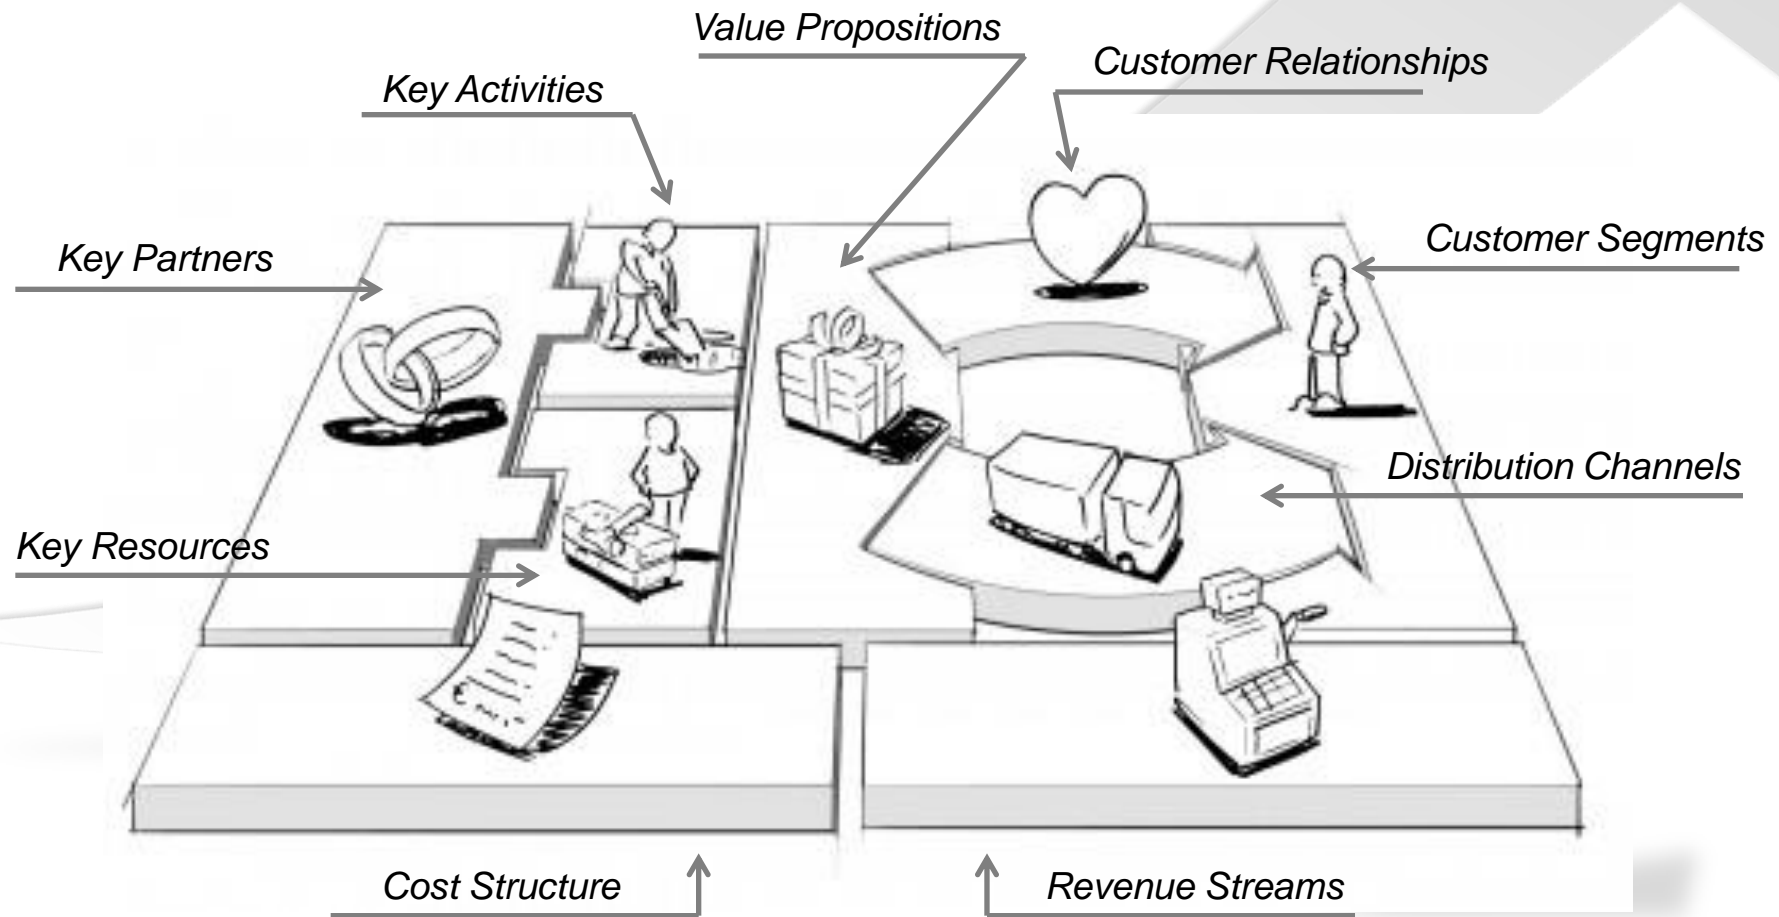 Value Propositions
Customer Relationships
Key Activities
Customer Segments
Key Partners
Distribution Channels
Key Resources
Cost Structure
Revenue Streams